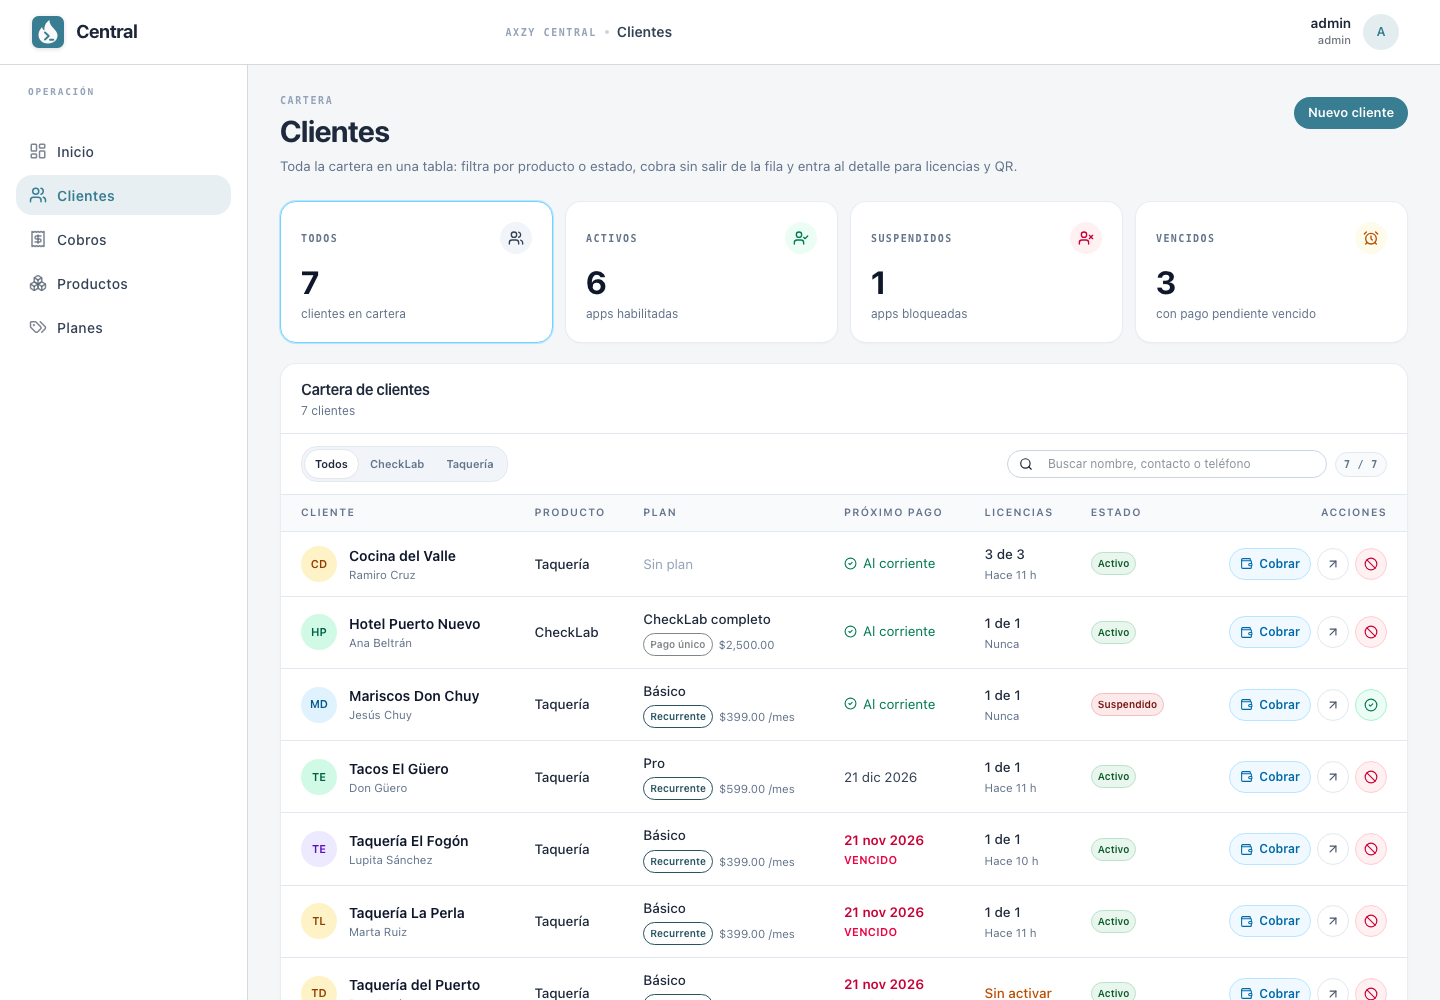 Central
AXZY CENTRAL • Clientes
admin
admin
A
OPERACIÓN
Inicio
Clientes
Cobros
Productos
Planes
CARTERA
Clientes
Toda la cartera en una tabla: filtra por producto o estado, cobra sin salir de la fila y entra al detalle para licencias y QR.
Nuevo cliente
TODOS
7
clientes en cartera
ACTIVOS
6
apps habilitadas
SUSPENDIDOS
1
apps bloqueadas
VENCIDOS
3
con pago pendiente vencido
Cartera de clientes
7 clientes
Todos CheckLab Taquería
Buscar nombre, contacto o teléfono
7 / 7
CLIENTE PRODUCTO PLAN PRÓXIMO PAGO LICENCIAS ESTADO ACCIONES
CD
Cocina del Valle
Ramiro Cruz
Taquería
Sin plan
Al corriente
3 de 3
Hace 11 h
Activo
Cobrar
HP
Hotel Puerto Nuevo
Ana Beltrán
CheckLab
CheckLab completo
Pago único $2,500.00
Al corriente
1 de 1
Nunca
Activo
Cobrar
MD
Mariscos Don Chuy
Jesús Chuy
Taquería
Básico
Recurrente $399.00 /mes
Al corriente
1 de 1
Nunca
Suspendido
Cobrar
TE
Tacos El Güero
Don Güero
Taquería
Pro
Recurrente $599.00 /mes
21 dic 2026
1 de 1
Hace 11 h
Activo
Cobrar
TE
Taquería El Fogón
Lupita Sánchez
Taquería
Básico
Recurrente $399.00 /mes
21 nov 2026
VENCIDO
1 de 1
Hace 10 h
Activo
Cobrar
TL
Taquería La Perla
Marta Ruiz
Taquería
Básico
Recurrente $399.00 /mes
21 nov 2026
VENCIDO
1 de 1
Hace 11 h
Activo
Cobrar
TD
Taquería del Puerto
Taquería
Básico
21 nov 2026
Sin activar
Activo
Cobrar